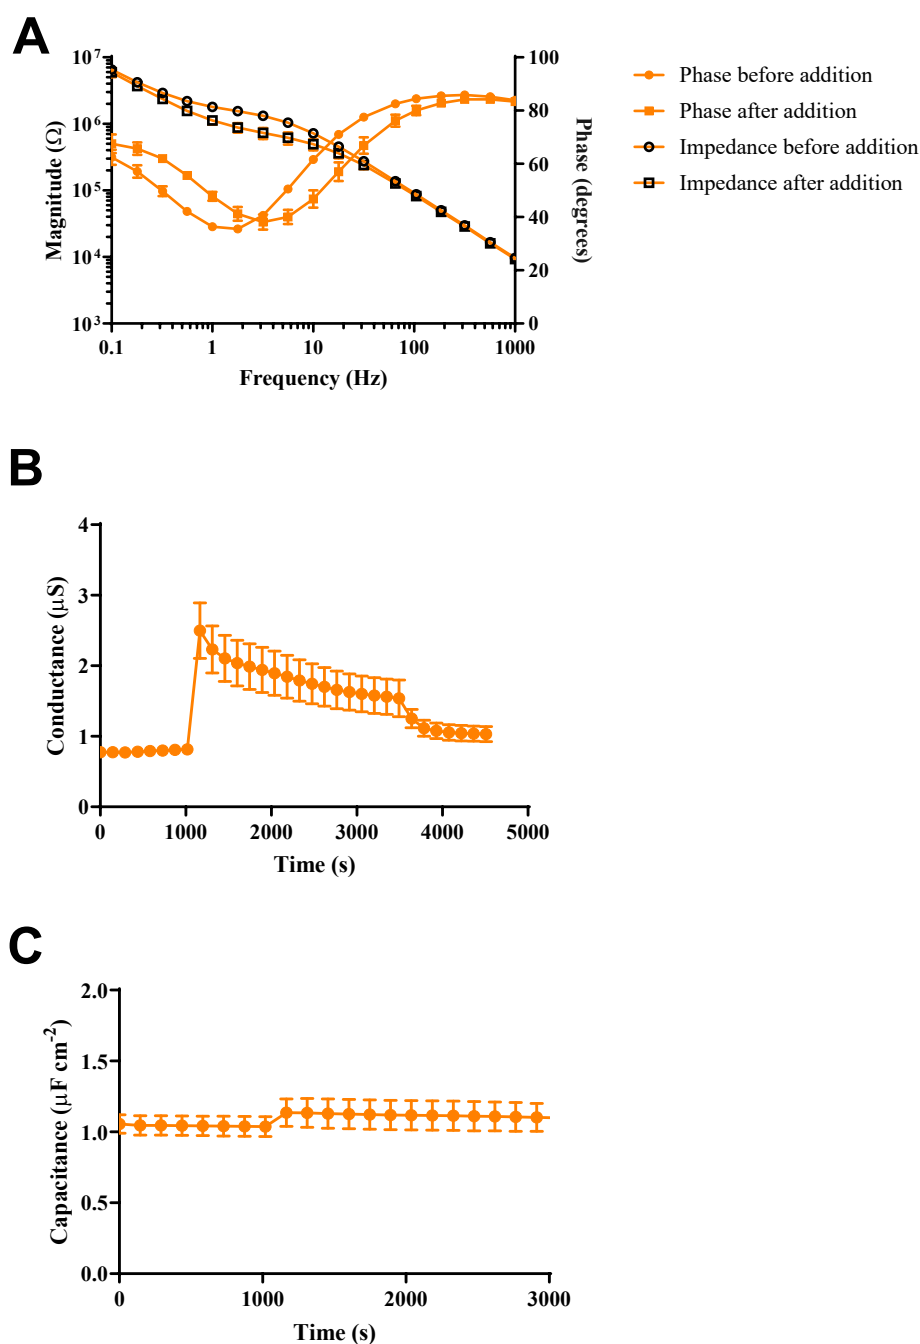 A
10⁷
10⁶
10⁵
10⁴
10³
Magnitude (Ω)
100
80
60
40
20
0
Phase (degrees)
0.1 1 10 100 1000
Frequency (Hz)
Phase before addition
Phase after addition
Impedance before addition
Impedance after addition
B
4
3
2
1
0
Conductance (μS)
0 1000 2000 3000 4000 5000
Time (s)
C
2.0
1.5
1.0
0.5
0.0
Capacitance (μF cm⁻²)
0 1000 2000 3000
Time (s)